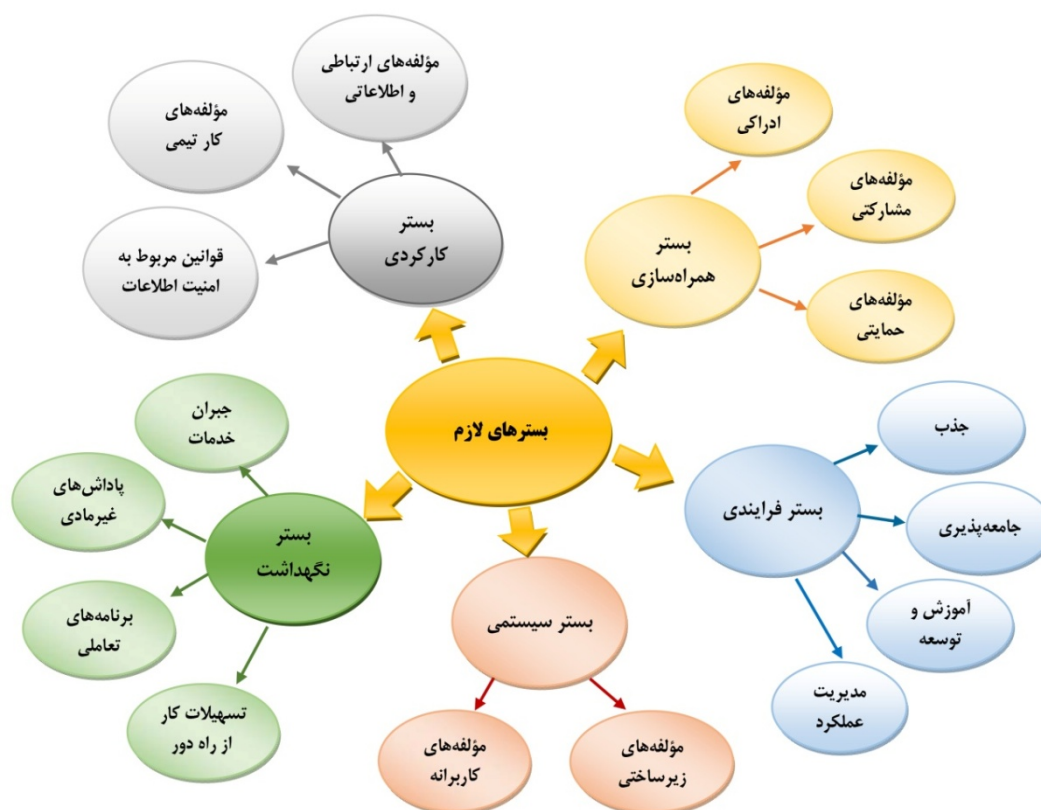 مؤلفه‌های ارتباطی
و اطلاعاتی
مؤلفه‌های
کار تیمی
قوانین مربوط به
امنیت اطلاعات
بستر
کارکردی
مؤلفه‌های
ادراکی
مؤلفه‌های
مشارکتی
مؤلفه‌های
حمایتی
بستر
همراه‌سازی
بسترهای لازم
جذب
جامعه‌پذیری
آموزش و
توسعه
مدیریت
عملکرد
بستر فرایندی
جبران
خدمات
پاداش‌های
غیرمادی
برنامه‌های
تعاملی
تسهیلات کار
از راه دور
بستر
نگهداشت
بستر سیستمی
مؤلفه‌های
زیرساختی
مؤلفه‌های
کاربرانه